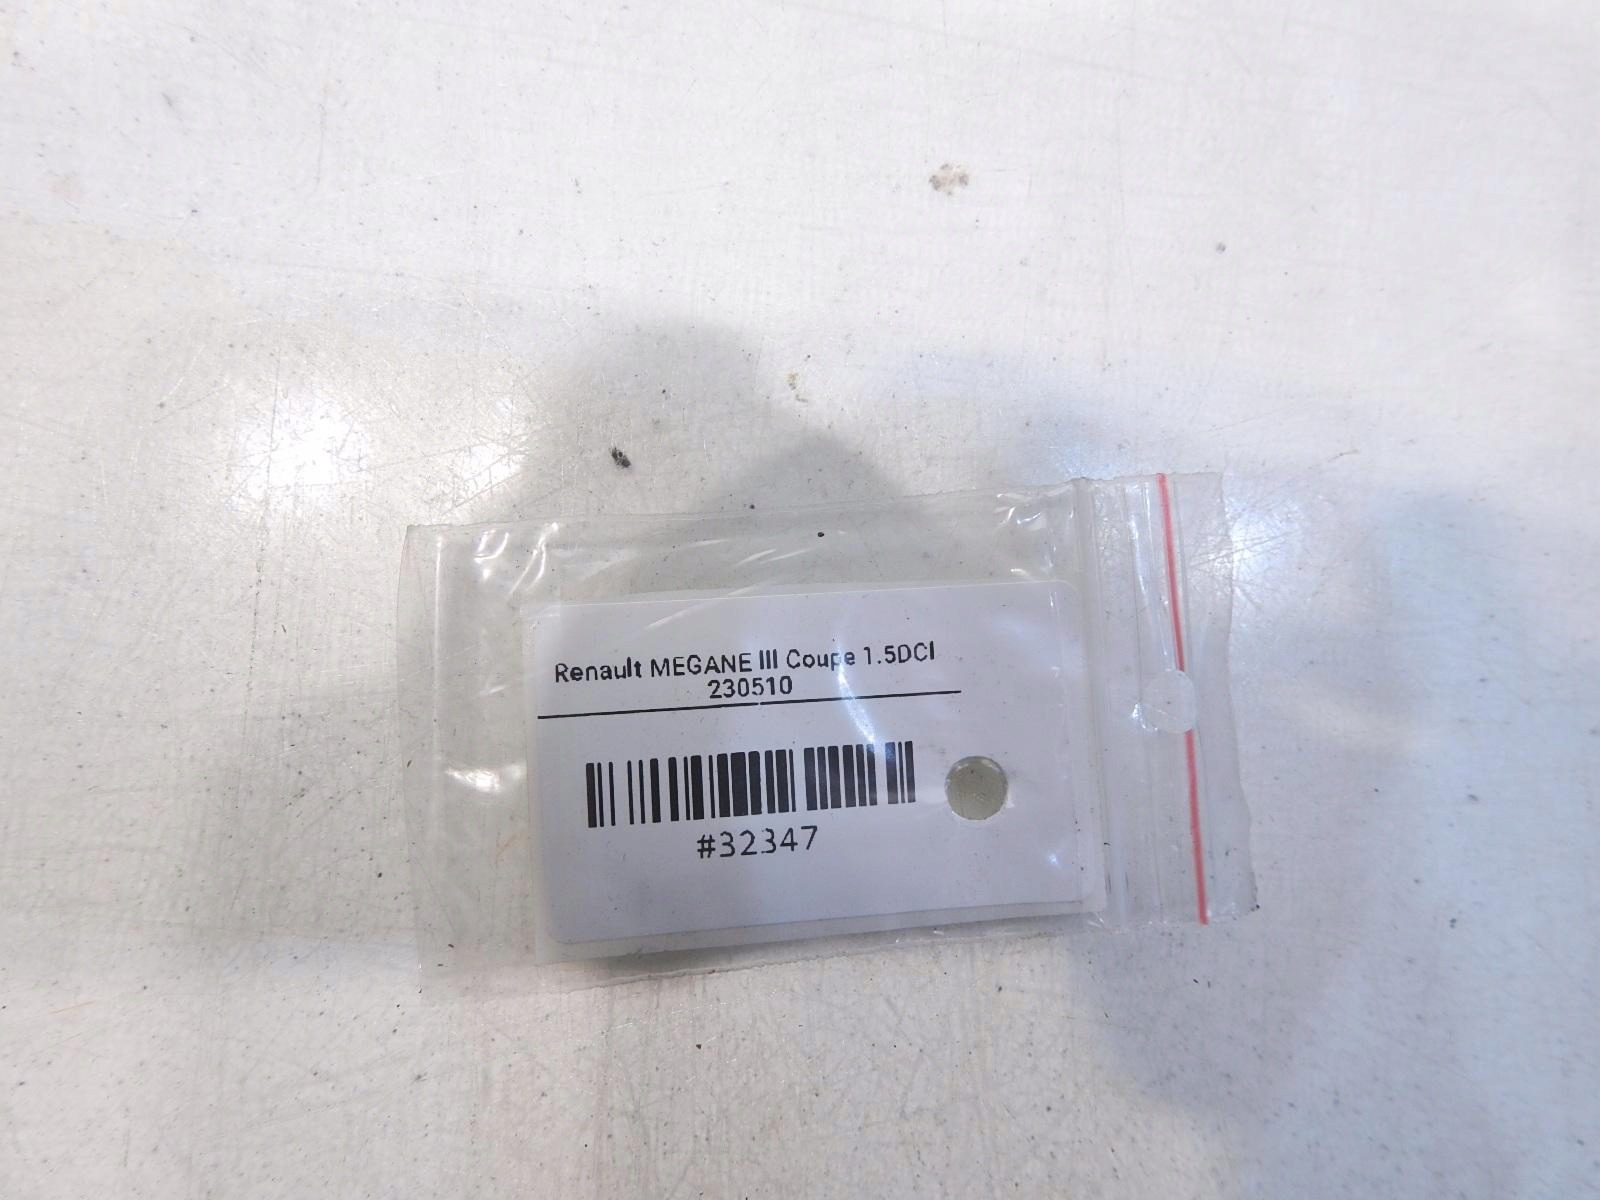 Renault MEGANE III Coupe 1.5DCI
230510
#32347